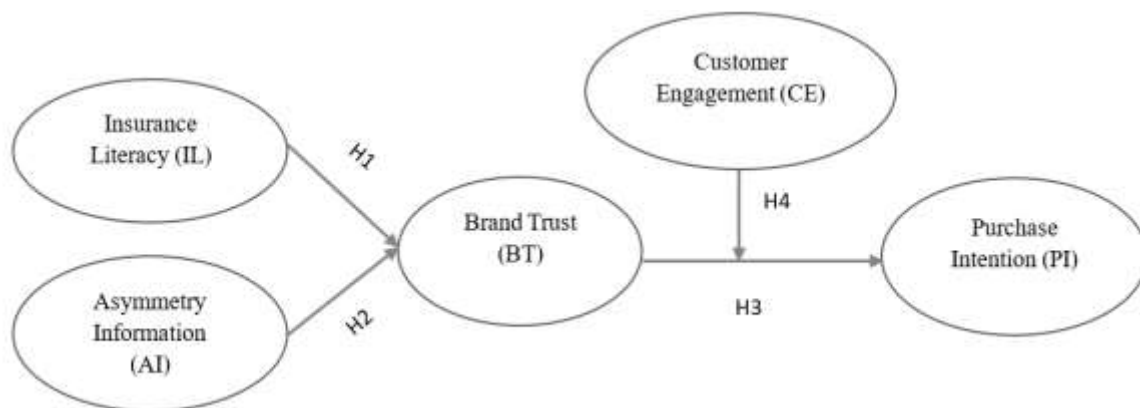 Customer
Engagement (CE)
Insurance
Literacy (IL)
H1
H4
Brand Trust
(BT)
Purchase
Intention (PI)
Asymmetry
Information
(AI)
H2
H3